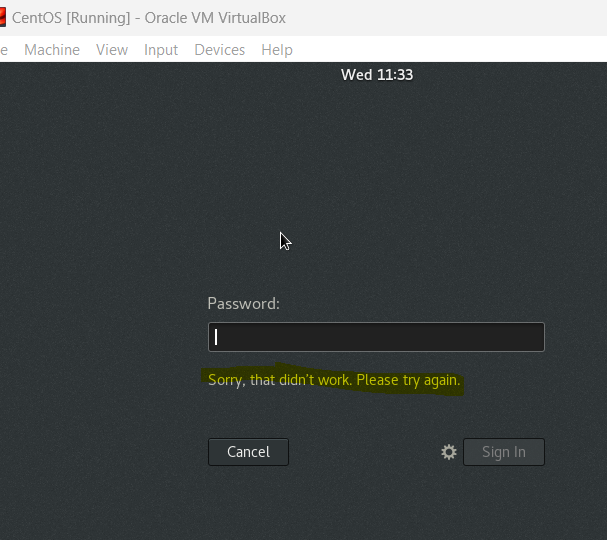 CentOS [Running] - Oracle VM VirtualBox
e Machine View Input Devices Help
Wed 11:33
Password:
Sorry, that didn't work. Please try again.
Cancel Sign In